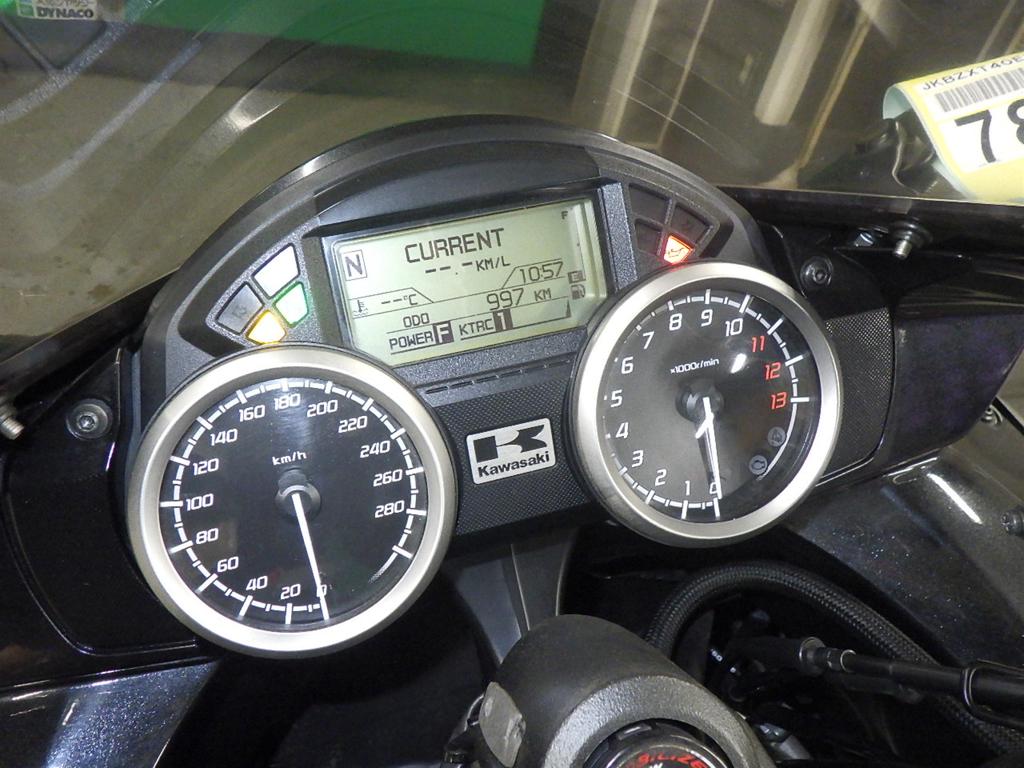 DYNACO
JKBZXT40E
78
N
CURRENT
--.-KM/L
F
10:57
--°C
997 KM
E
ODO
POWER F KTRC 1
km/h
0 20 40 60 80 100 120 140 160 180 200 220 240 260 280
Kawasaki
x1000r/min
0 1 2 3 4 5 6 7 8 9 10 11 12 13